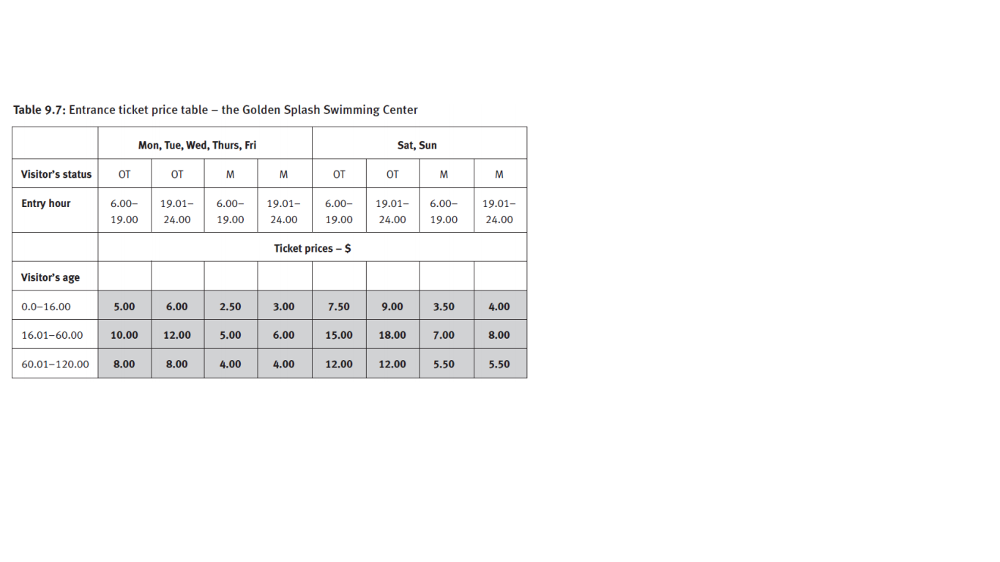 Table 9.7: Entrance ticket price table – the Golden Splash Swimming Center
Mon, Tue, Wed, Thurs, Fri Sat, Sun
Visitor's status OT OT M M OT OT M M
Entry hour 6.00– 19.01– 6.00– 19.01– 6.00– 19.01– 6.00– 19.01–
19.00 24.00 19.00 24.00 19.00 24.00 19.00 24.00
Ticket prices – $
Visitor's age
0.0–16.00 5.00 6.00 2.50 3.00 7.50 9.00 3.50 4.00
16.01–60.00 10.00 12.00 5.00 6.00 15.00 18.00 7.00 8.00
60.01–120.00 8.00 8.00 4.00 4.00 12.00 12.00 5.50 5.50